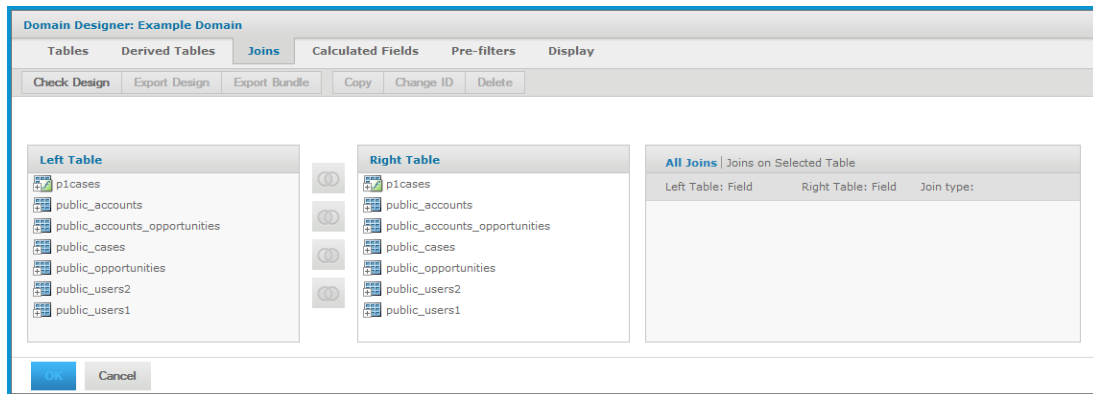 Domain Designer: Example Domain
Tables Derived Tables Joins Calculated Fields Pre-filters Display
Check Design Export Design Export Bundle Copy Change ID Delete
Left Table
p1cases
public_accounts
public_accounts_opportunities
public_cases
public_opportunities
public_users2
public_users1
Right Table
p1cases
public_accounts
public_accounts_opportunities
public_cases
public_opportunities
public_users2
public_users1
All Joins | Joins on Selected Table
Left Table: Field Right Table: Field Join type:
OK Cancel